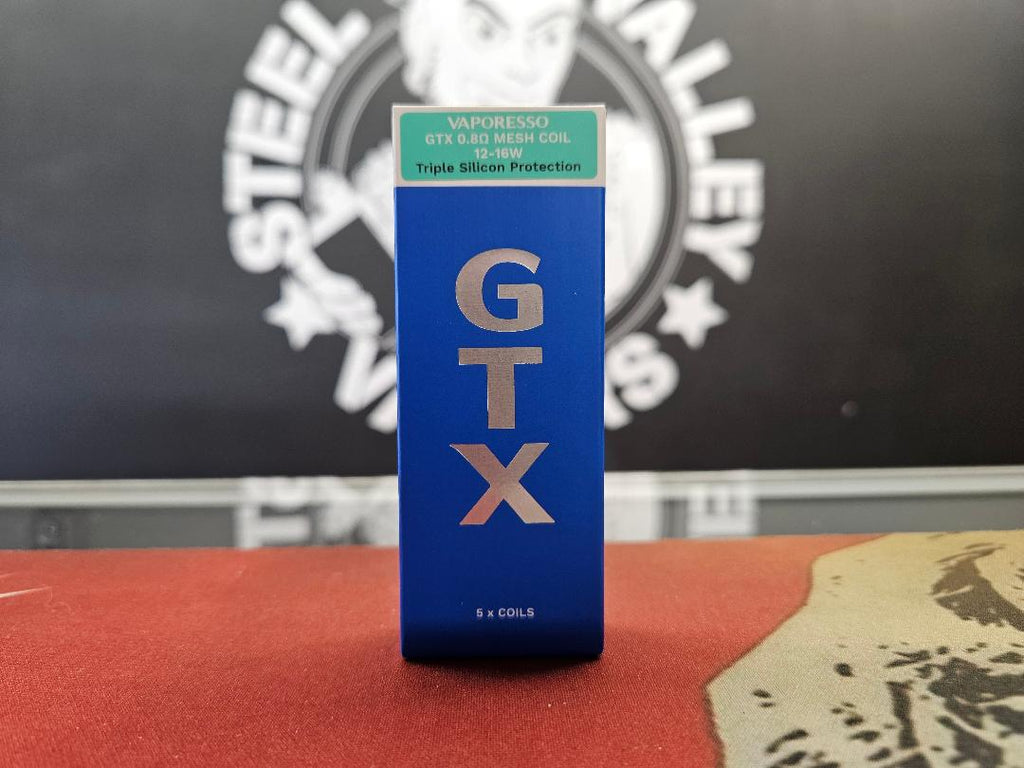 STEEL VALLEY
VAPORESSO
GTX 0.8Ω MESH COIL
12-16W
Triple Silicon Protection
G
T
X
5 x COILS